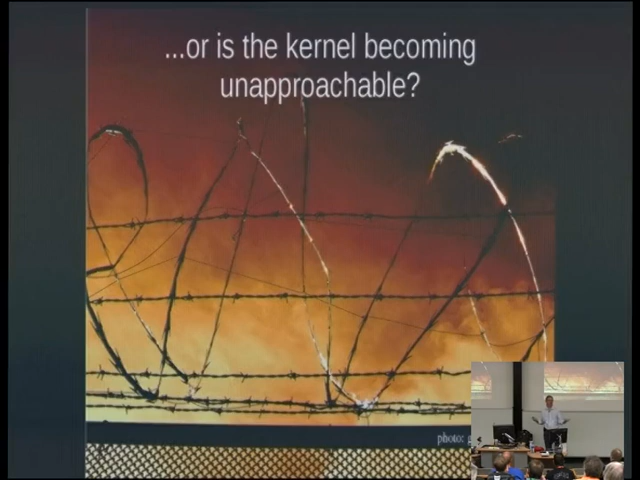 ...or is the kernel becoming
unapproachable?
photo: